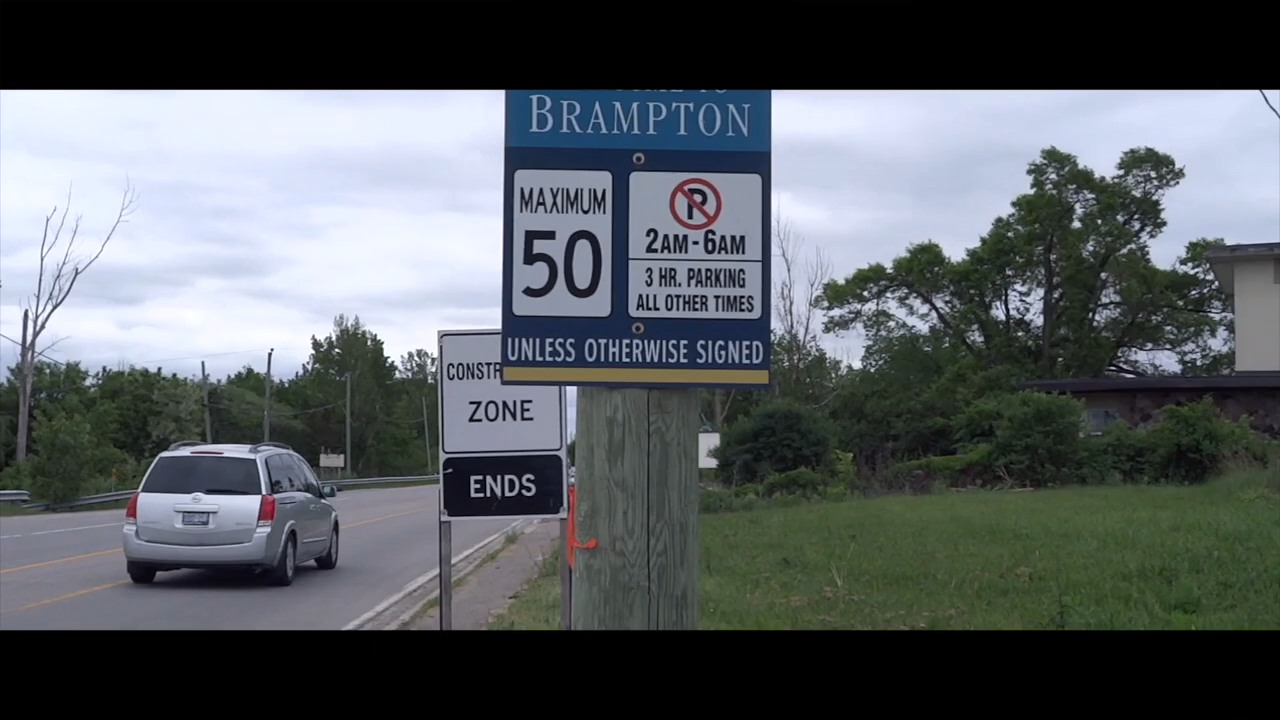 BRAMPTON
MAXIMUM
50
P
2AM - 6AM
3 HR. PARKING
ALL OTHER TIMES
UNLESS OTHERWISE SIGNED
ZONE
ENDS